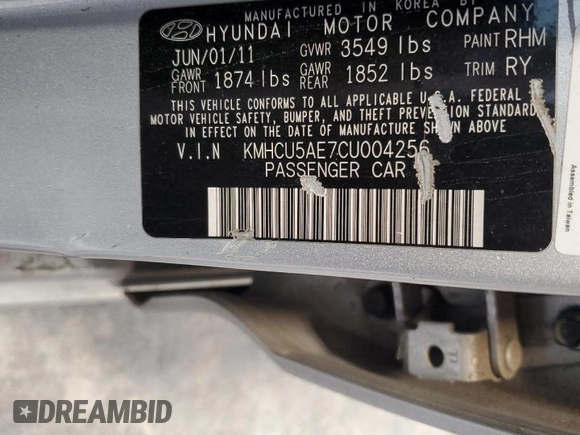 MANUFACTURED IN KOREA BY
HYUNDAI MOTOR COMPANY
JUN/01/11 GVWR 3549 lbs PAINT RHM
GAWR FRONT 1874 lbs GAWR REAR 1852 lbs TRIM RY
THIS VEHICLE CONFORMS TO ALL APPLICABLE U.S.A. FEDERAL
MOTOR VEHICLE SAFETY, BUMPER, AND THEFT PREVENTION STANDARDS
IN EFFECT ON THE DATE OF MANUFACTURE SHOWN ABOVE.
V.I.N KMHCU5AE7CU004256
PASSENGER CAR
Assembled in Taiwan
DREAMBID